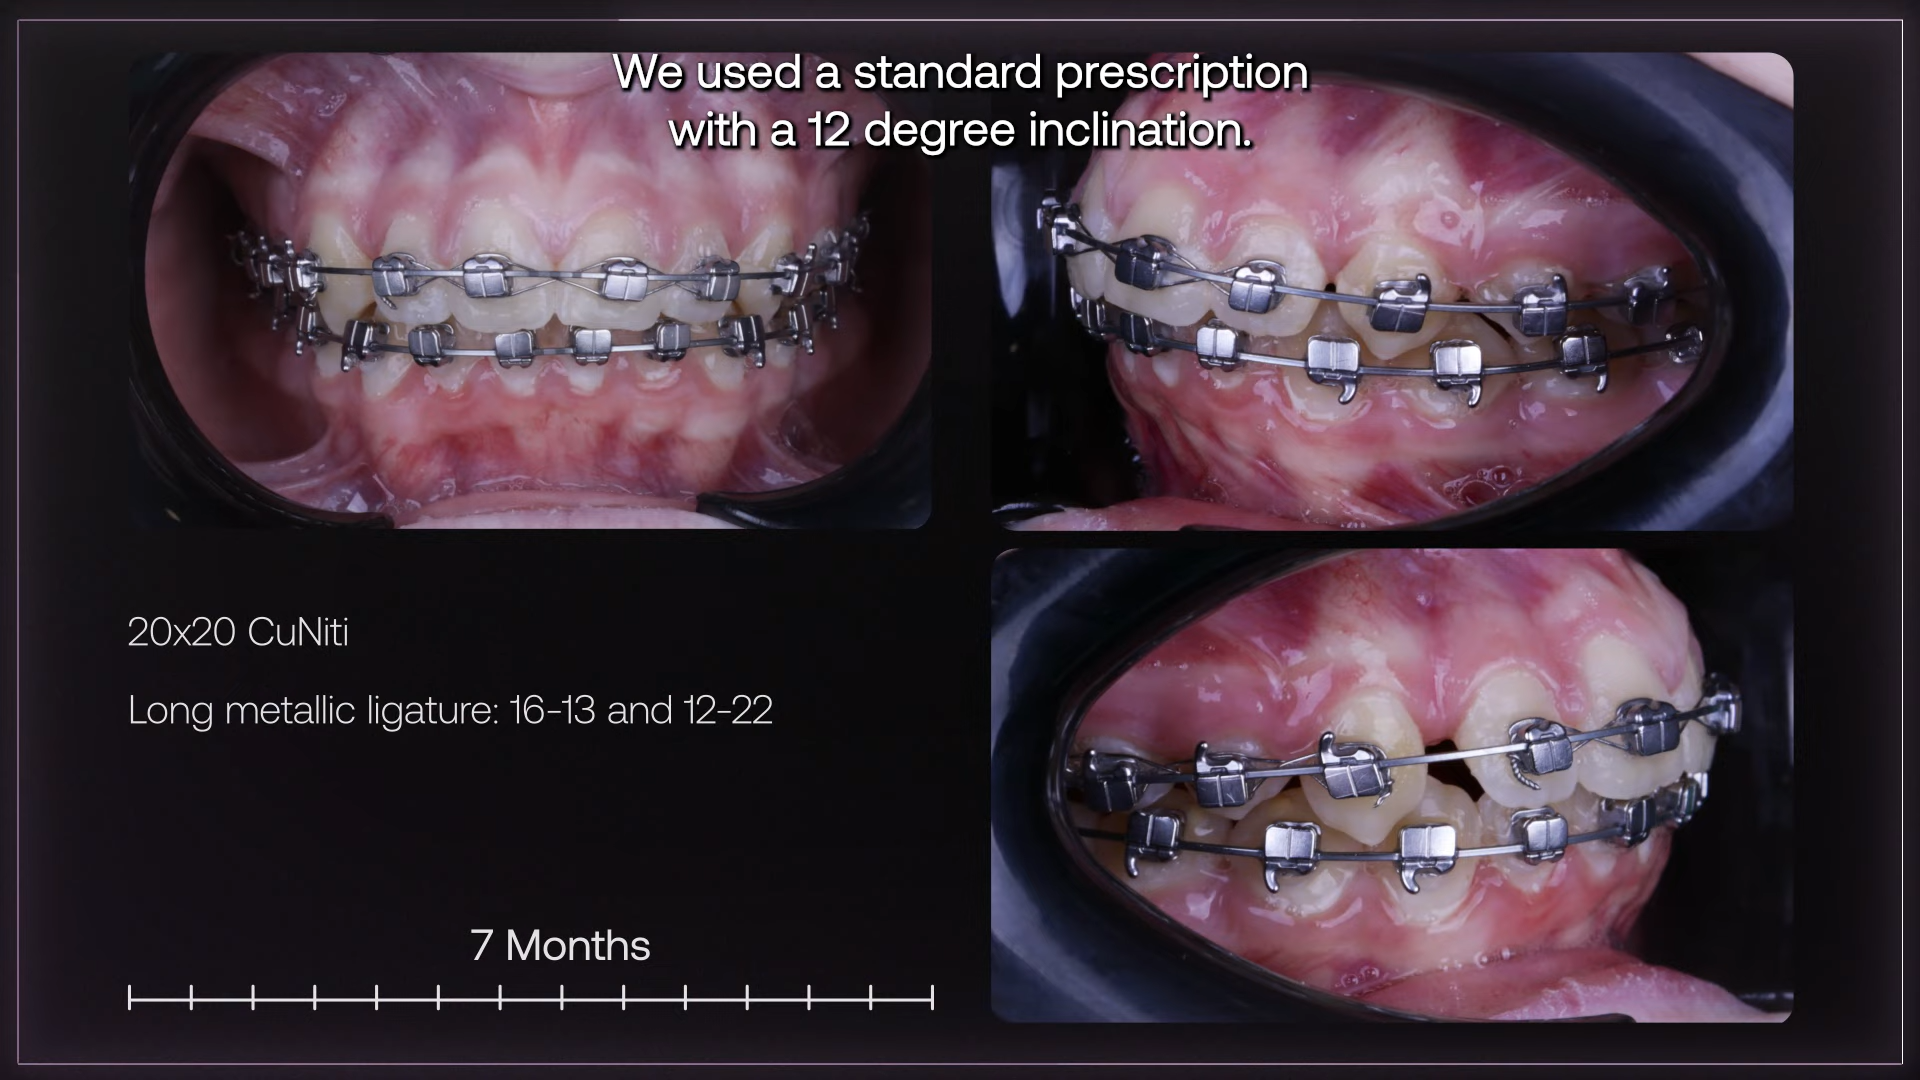 We used a standard prescription
with a 12 degree inclination.
20x20 CuNiti
Long metallic ligature: 16-13 and 12-22
7 Months